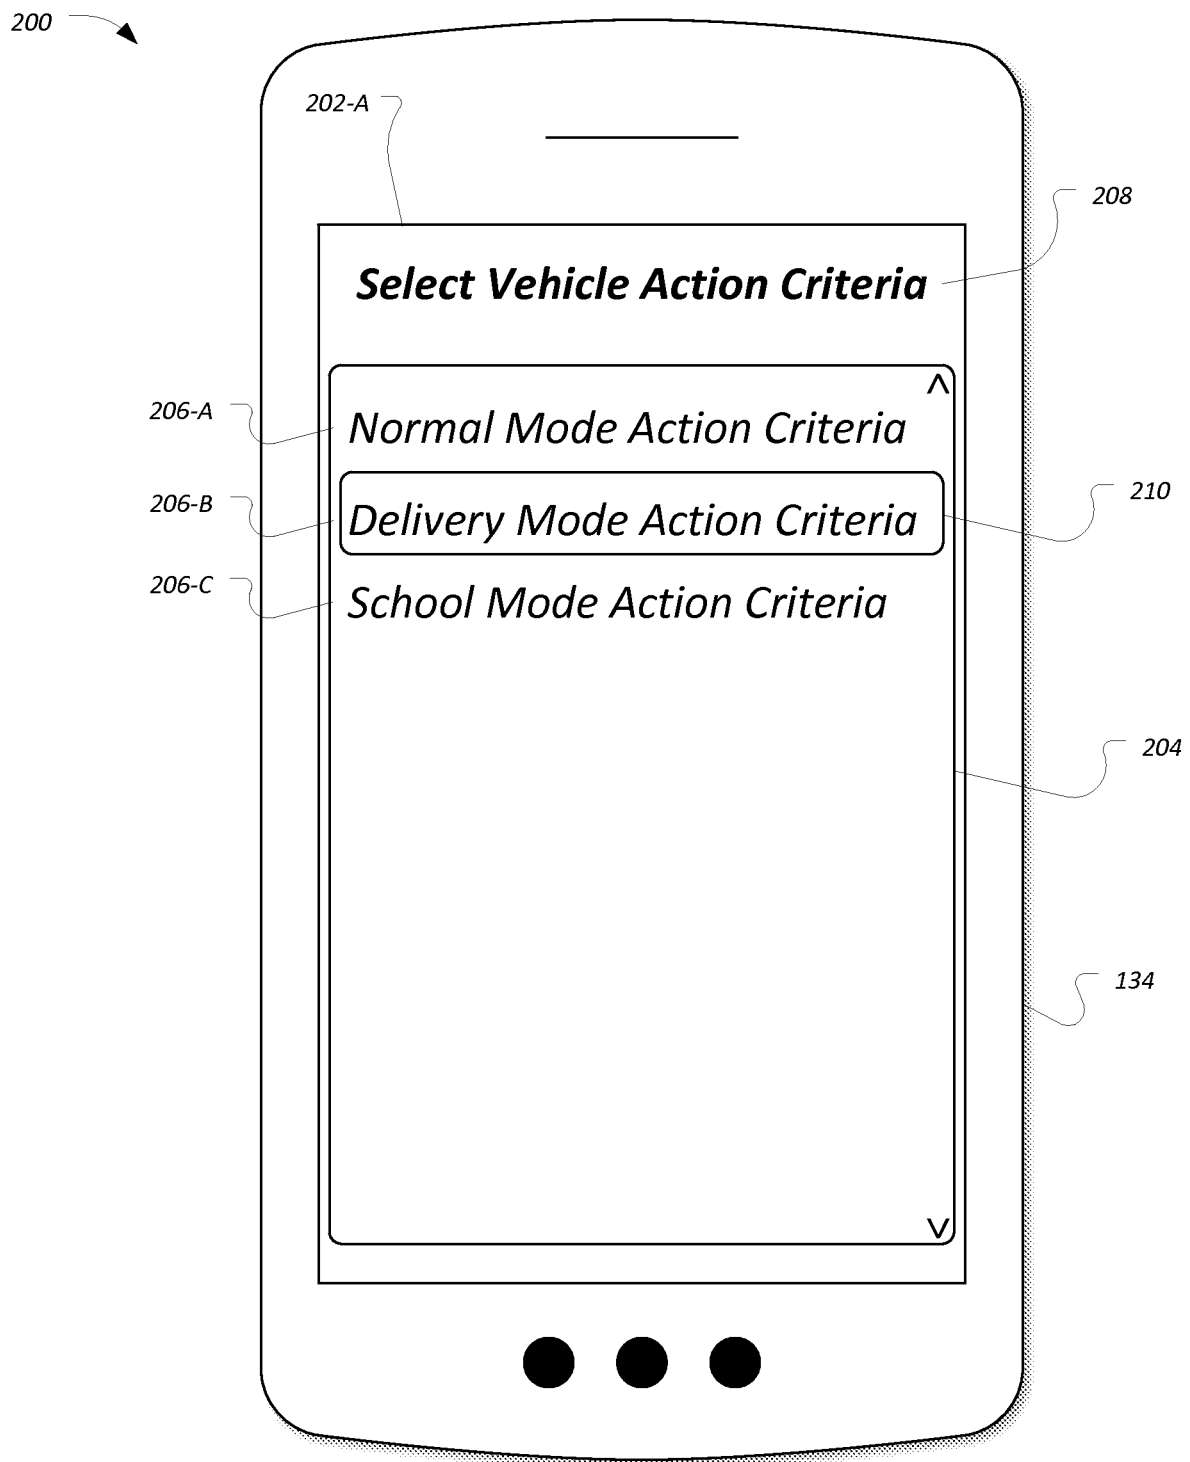 200
202-A
208
Select Vehicle Action Criteria
^
206-A
Normal Mode Action Criteria
206-B
Delivery Mode Action Criteria
210
206-C
School Mode Action Criteria
204
134
V